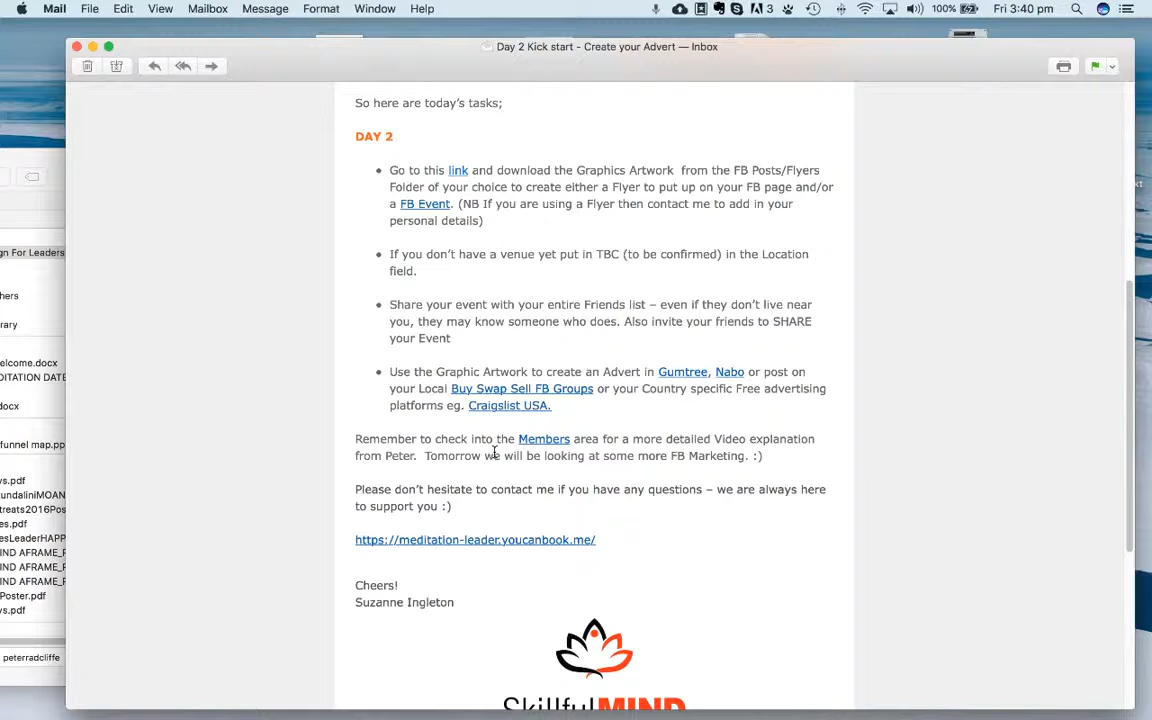 Mail File Edit View Mailbox Message Format Window Help 3 100% Fri 3:40 pm
Day 2 Kick start - Create your Advert — Inbox
So here are today's tasks;
DAY 2
• Go to this link and download the Graphics Artwork from the FB Posts/Flyers
Folder of your choice to create either a Flyer to put up on your FB page and/or
a FB Event. (NB If you are using a Flyer then contact me to add in your
personal details)
• If you don't have a venue yet put in TBC (to be confirmed) in the Location
field.
• Share your event with your entire Friends list – even if they don't live near
you, they may know someone who does. Also invite your friends to SHARE
your Event
• Use the Graphic Artwork to create an Advert in Gumtree, Nabo or post on
your Local Buy Swap Sell FB Groups or your Country specific Free advertising
platforms eg. Craigslist USA.
Remember to check into the Members area for a more detailed Video explanation
from Peter. Tomorrow we will be looking at some more FB Marketing. :)
Please don't hesitate to contact me if you have any questions – we are always here
to support you :)
https://meditation-leader.youcanbook.me/
Cheers!
Suzanne Ingleton
SkillfulMIND
gn For Leaders
hers
rary
elcome.docx
DITATION DATE
docx
funnel map.pp
ys.pdf
undaliniMOAN
treats2016Pos
es.pdf
esLeaderHAPP
IND AFRAME_F
IND AFRAME_F
IND AFRAME_F
Poster.pdf
ys.pdf
peterradcliffe
xt